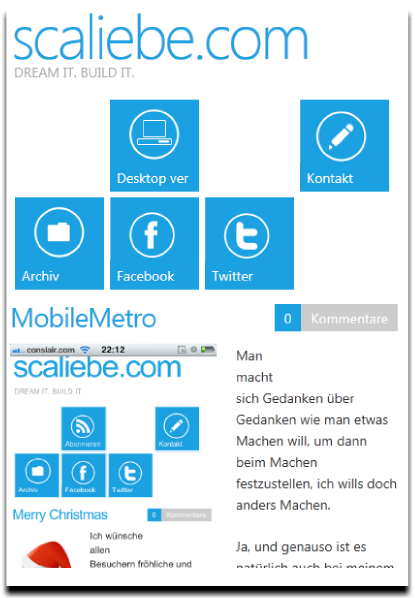 scaliebe.com
DREAM IT. BUILD IT.
Desktop ver
Kontakt
Archiv
Facebook
Twitter
MobileMetro
0 Kommentare
conslair.com 22:12
scaliebe.com
DREAM IT. BUILD IT.
Abonnieren
Kontakt
Archiv
Facebook
Twitter
Merry Christmas
0 Kommentare
Ich wünsche
allen
Besuchern fröhliche und
Man
macht
sich Gedanken über
Gedanken wie man etwas
Machen will, um dann
beim Machen
festzustellen, ich wills doch
anders Machen.
Ja, und genauso ist es
natürlich auch bei meinem